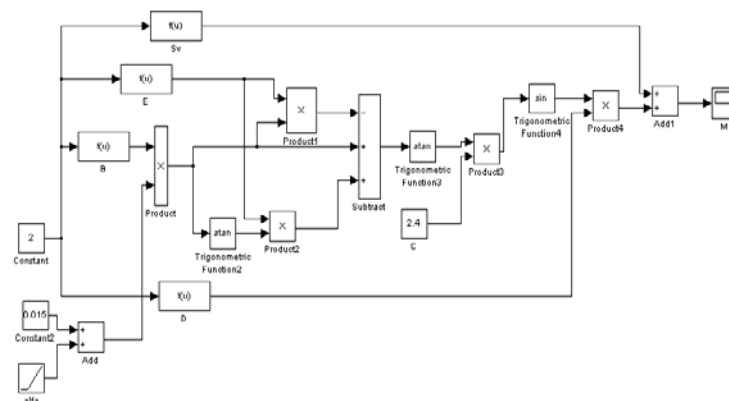 f(u)
Sv
f(u)
E
f(u)
B
X
Product
X
Product1
-
+
+
Subtract
atan
Trigonometric
Function2
X
Product2
atan
Trigonometric
Function3
X
Product3
2.4
C
sin
Trigonometric
Function4
X
Product4
+
+
Add1
M
2
Constant
f(u)
D
0.015
Constant2
+
+
Add